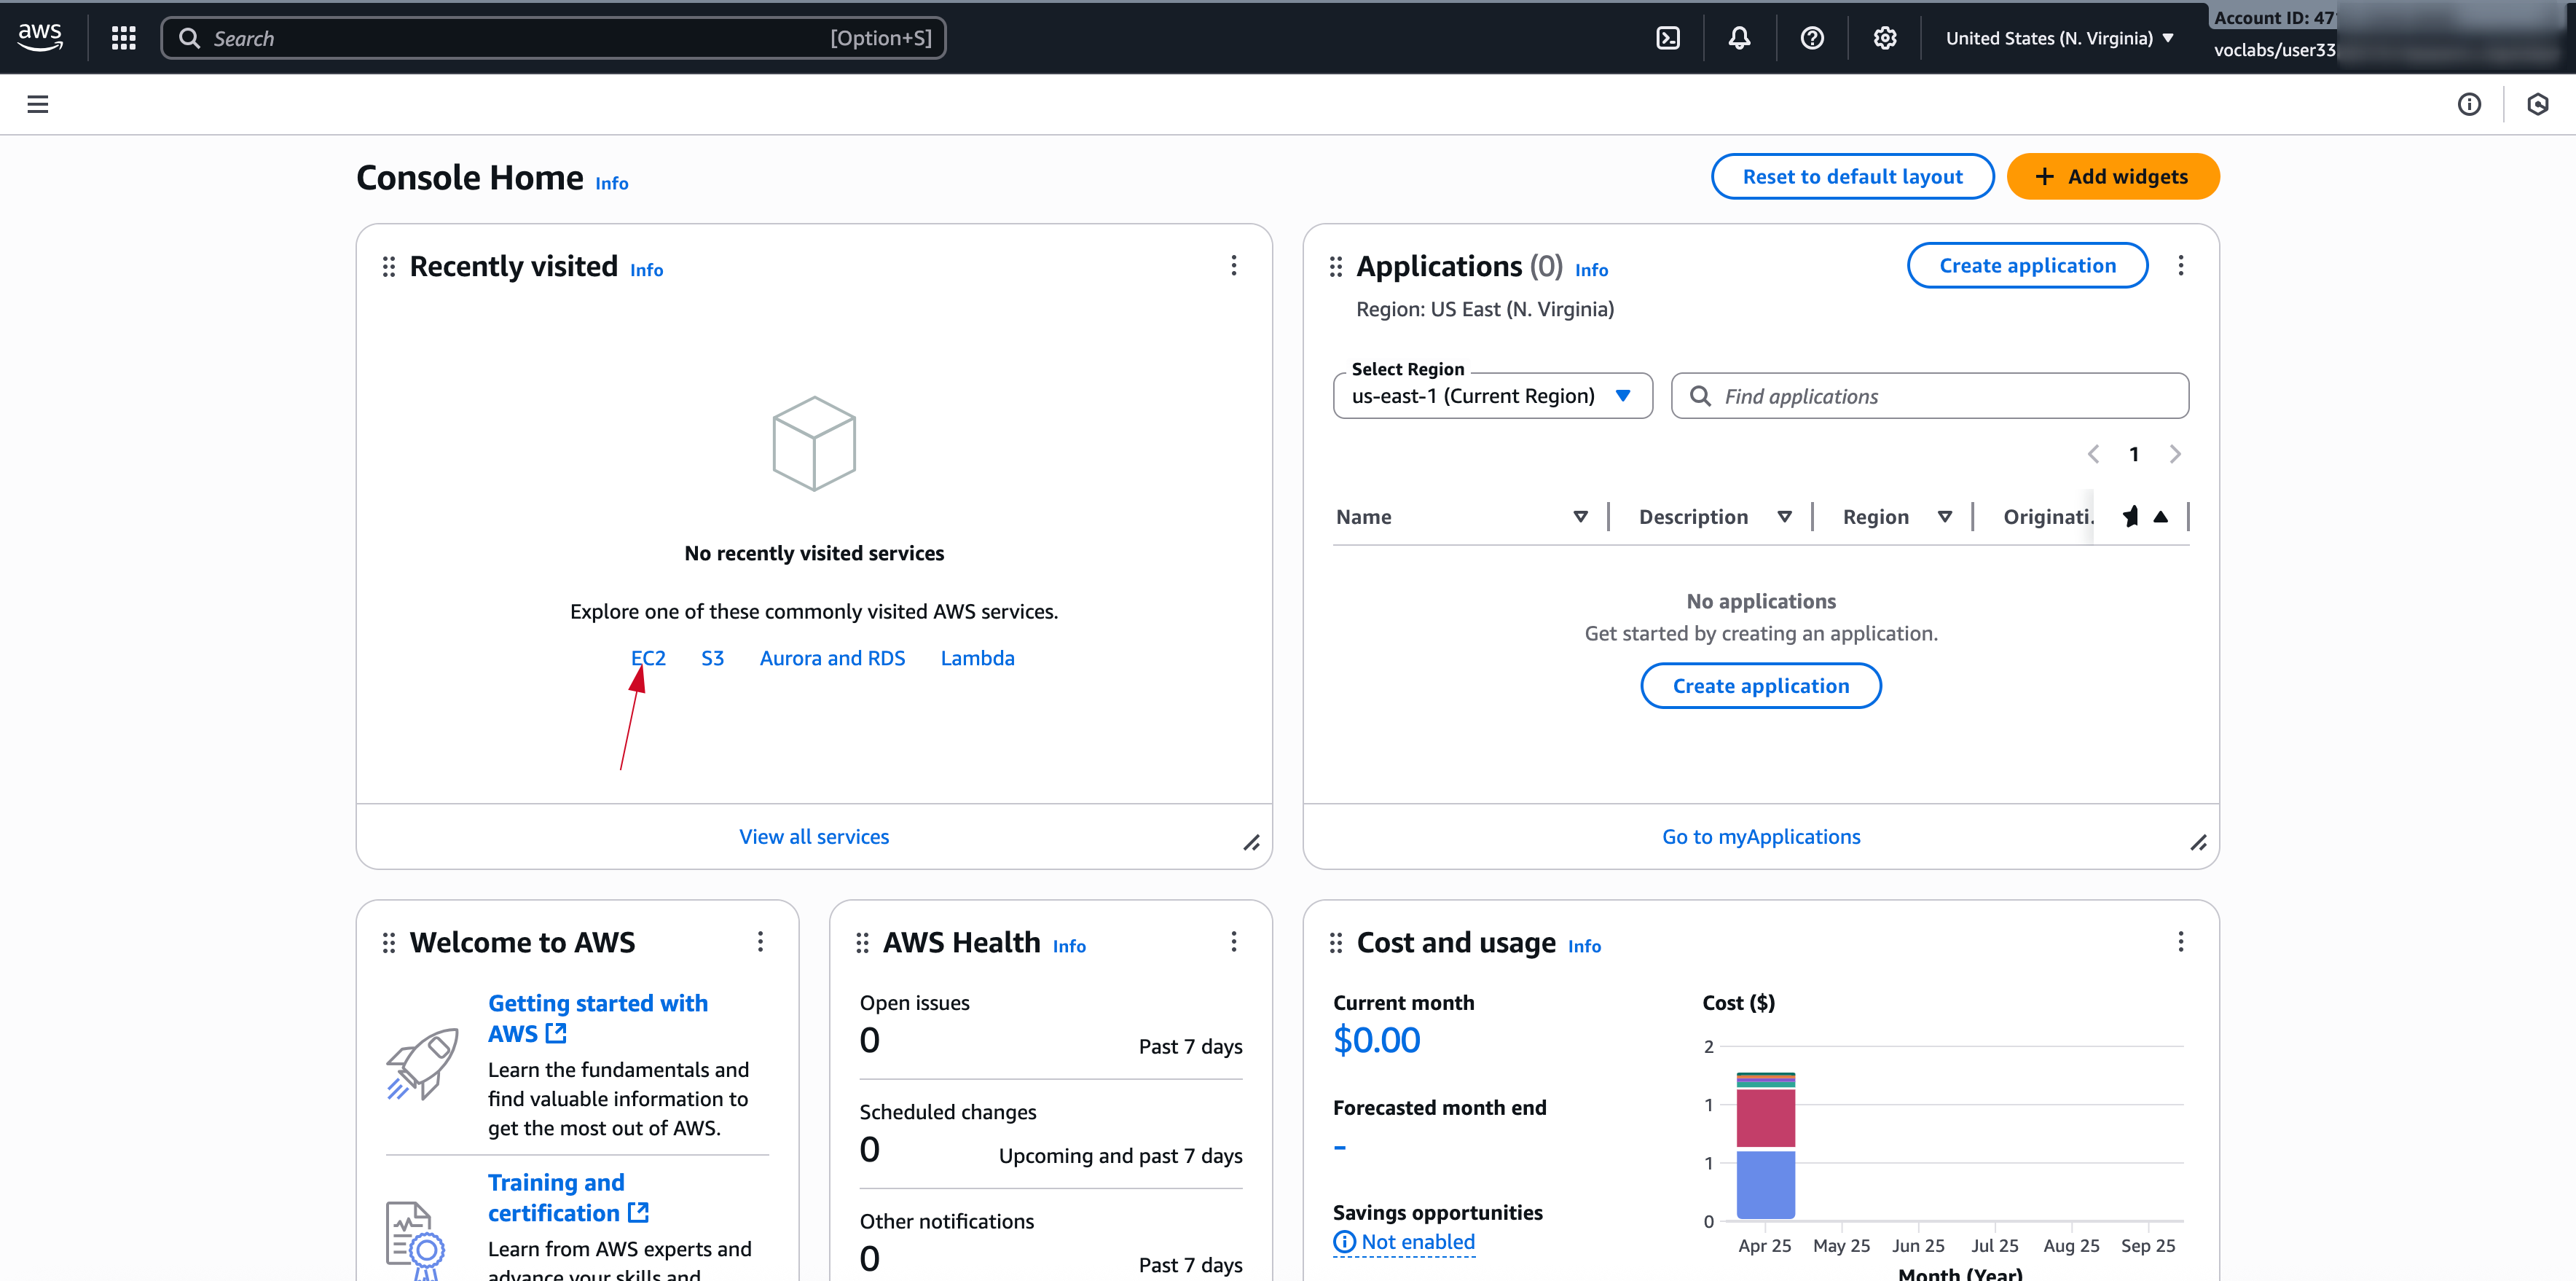 aws
Search
[Option+S]
United States (N. Virginia)
Account ID: 47
voclabs/user33
Console Home Info
Reset to default layout
+ Add widgets
Recently visited Info
No recently visited services
Explore one of these commonly visited AWS services.
EC2 S3 Aurora and RDS Lambda
View all services
Applications (0) Info
Create application
Region: US East (N. Virginia)
Select Region
us-east-1 (Current Region)
Find applications
1
Name Description Region Originati.
No applications
Get started by creating an application.
Create application
Go to myApplications
Welcome to AWS
Getting started with
AWS
Learn the fundamentals and
find valuable information to
get the most out of AWS.
Training and
certification
Learn from AWS experts and
advance your skills and
AWS Health Info
Open issues
0 Past 7 days
Scheduled changes
0 Upcoming and past 7 days
Other notifications
0 Past 7 days
Cost and usage Info
Current month
$0.00
Forecasted month end
-
Savings opportunities
Not enabled
Cost ($)
2
1
1
0
Apr 25 May 25 Jun 25 Jul 25 Aug 25 Sep 25
Month (Year)